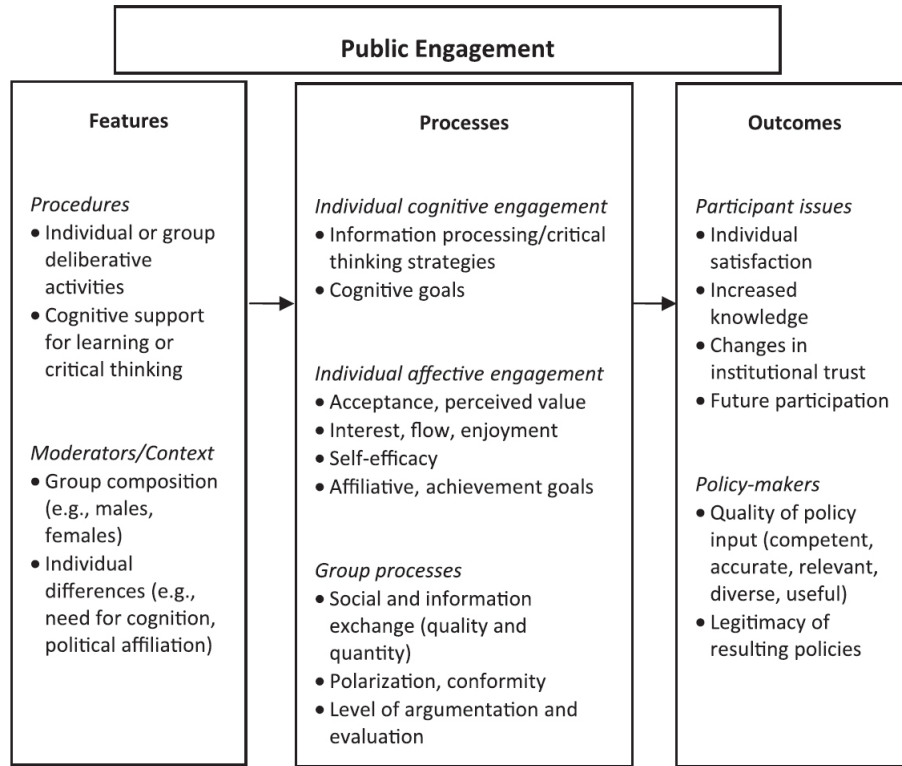 Public Engagement
Features
Procedures
• Individual or group
deliberative
activities
• Cognitive support
for learning or
critical thinking
Moderators/Context
• Group composition
(e.g., males,
females)
• Individual
differences (e.g.,
need for cognition,
political affiliation)
Processes
Individual cognitive engagement
• Information processing/critical
thinking strategies
• Cognitive goals
Individual affective engagement
• Acceptance, perceived value
• Interest, flow, enjoyment
• Self-efficacy
• Affiliative, achievement goals
Group processes
• Social and information
exchange (quality and
quantity)
• Polarization, conformity
• Level of argumentation and
evaluation
Outcomes
Participant issues
• Individual
satisfaction
• Increased
knowledge
• Changes in
institutional trust
• Future participation
Policy-makers
• Quality of policy
input (competent,
accurate, relevant,
diverse, useful)
• Legitimacy of
resulting policies